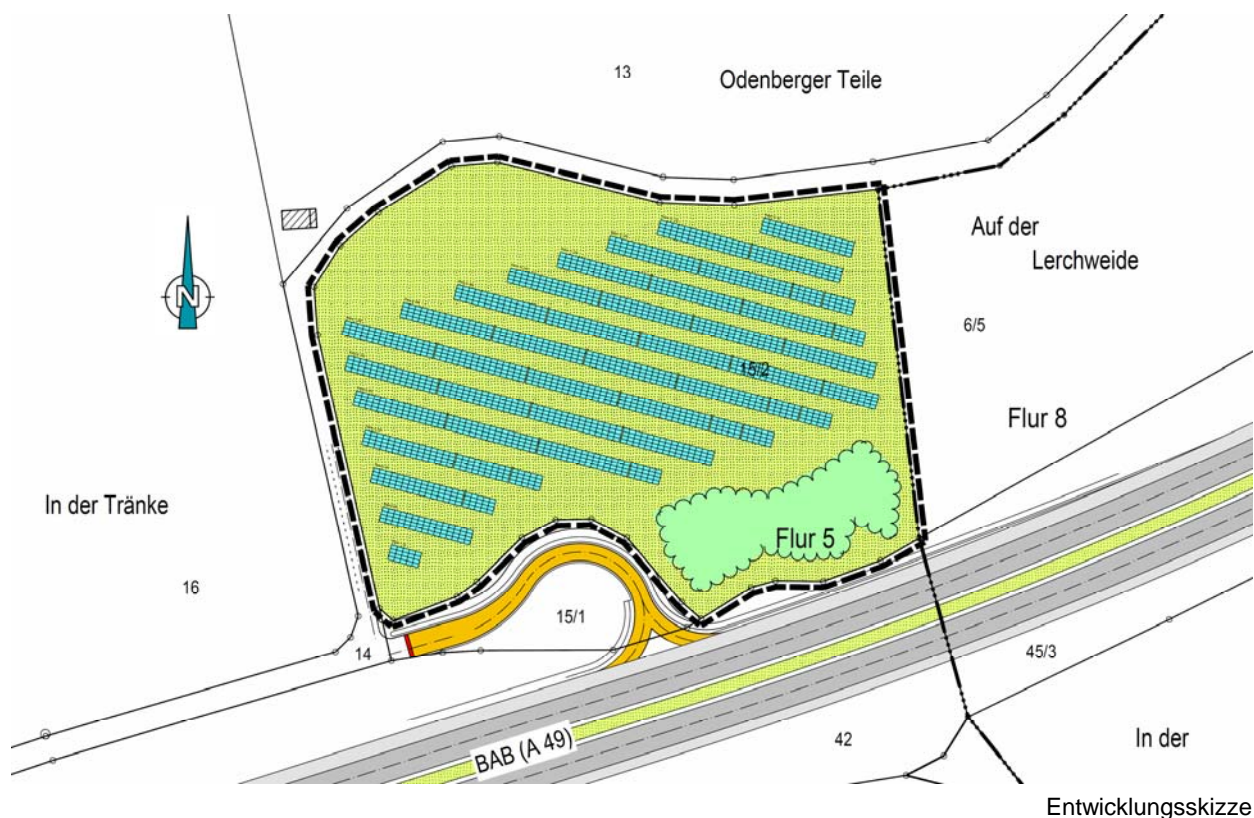 13
Odenberger Teile
Auf der
Lerchweide
N
6/5
15/2
Flur 8
In der Tränke
Flur 5
16
15/1
14
45/3
42
In der
BAB (A 49)
Entwicklungsskizze